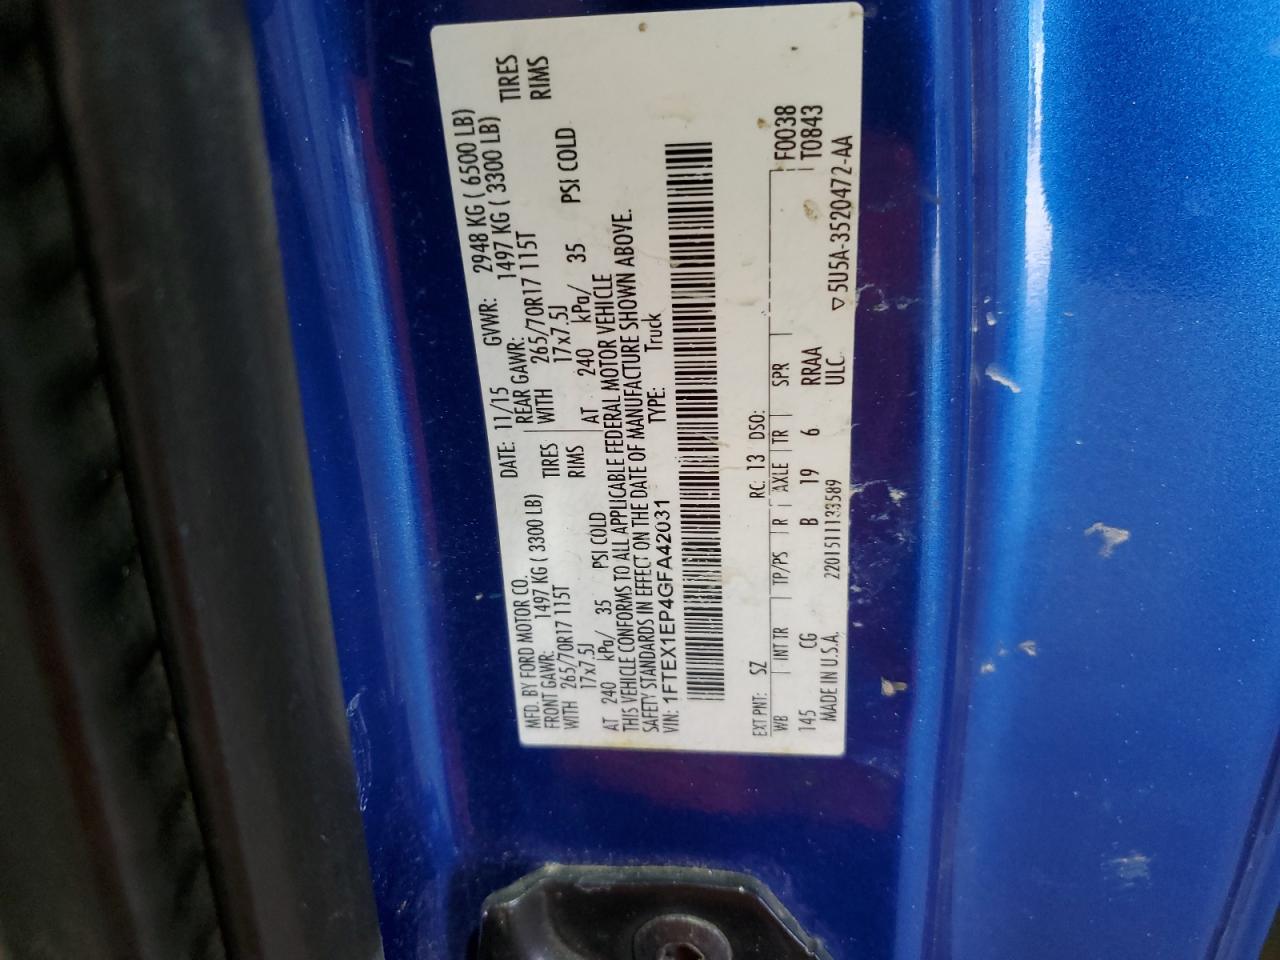 MFD. BY FORD MOTOR CO. DATE: 11/15 GVWR: 2948 KG ( 6500 LB)
FRONT GAWR: 1497 KG ( 3300 LB) REAR GAWR: 1497 KG ( 3300 LB)
WITH 265/70R17 115T TIRES WITH 265/70R17 115T TIRES
17x7.5J RIMS 17x7.5J RIMS
AT 240 kPa/ 35 PSI COLD AT 240 kPa/ 35 PSI COLD
THIS VEHICLE CONFORMS TO ALL APPLICABLE FEDERAL MOTOR VEHICLE
SAFETY STANDARDS IN EFFECT ON THE DATE OF MANUFACTURE SHOWN ABOVE.
VIN: 1FTEX1EP4GFA42031 TYPE: Truck
EXT PNT: SZ RC: 13 DSO:
WB INT TR TP/PS R AXLE TR SPR F0038
145 CG B 19 6 RRAA T0843
MADE IN U.S.A. 220151113589 ULC ▽5U5A-3520472-AA